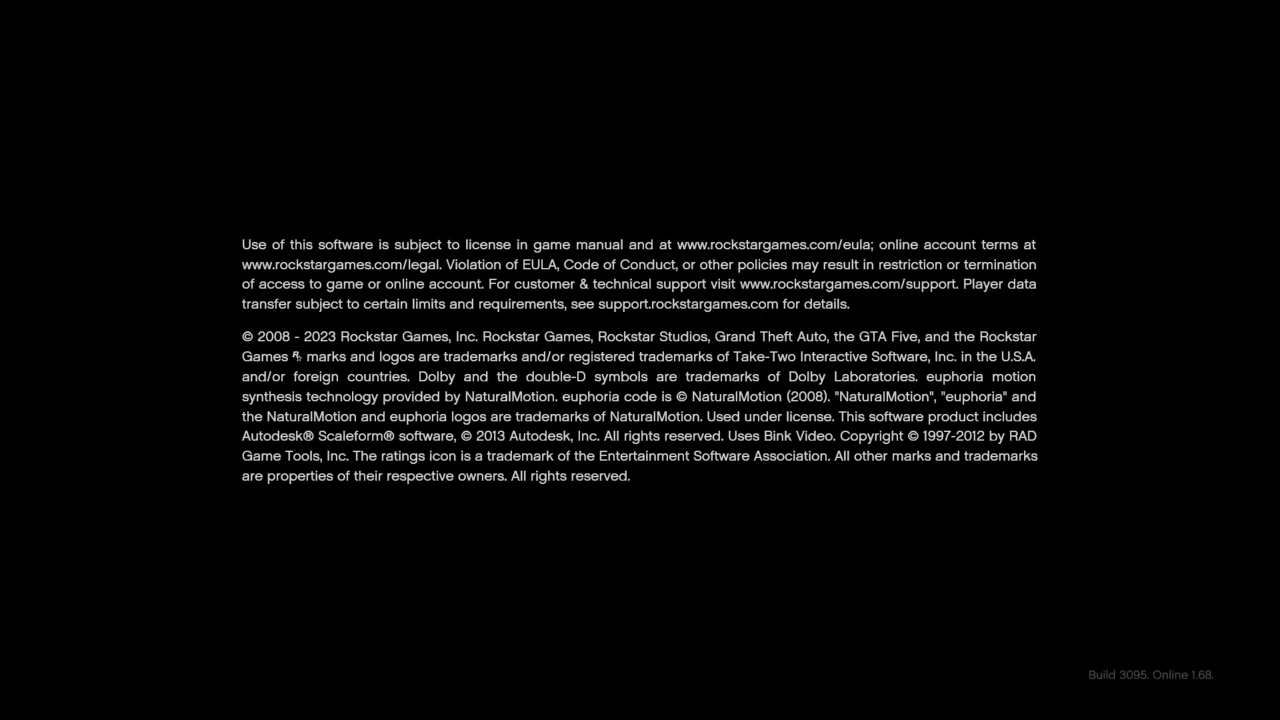 Use of this software is subject to license in game manual and at www.rockstargames.com/eula; online account terms at
www.rockstargames.com/legal. Violation of EULA, Code of Conduct, or other policies may result in restriction or termination
of access to game or online account. For customer & technical support visit www.rockstargames.com/support. Player data
transfer subject to certain limits and requirements, see support.rockstargames.com for details.
© 2008 - 2023 Rockstar Games, Inc. Rockstar Games, Rockstar Studios, Grand Theft Auto, the GTA Five, and the Rockstar
Games R* marks and logos are trademarks and/or registered trademarks of Take-Two Interactive Software, Inc. in the U.S.A.
and/or foreign countries. Dolby and the double-D symbols are trademarks of Dolby Laboratories. euphoria motion
synthesis technology provided by NaturalMotion. euphoria code is © NaturalMotion (2008). "NaturalMotion", "euphoria" and
the NaturalMotion and euphoria logos are trademarks of NaturalMotion. Used under license. This software product includes
Autodesk® Scaleform® software, © 2013 Autodesk, Inc. All rights reserved. Uses Bink Video. Copyright © 1997-2012 by RAD
Game Tools, Inc. The ratings icon is a trademark of the Entertainment Software Association. All other marks and trademarks
are properties of their respective owners. All rights reserved.
Build 3095. Online 1.68.